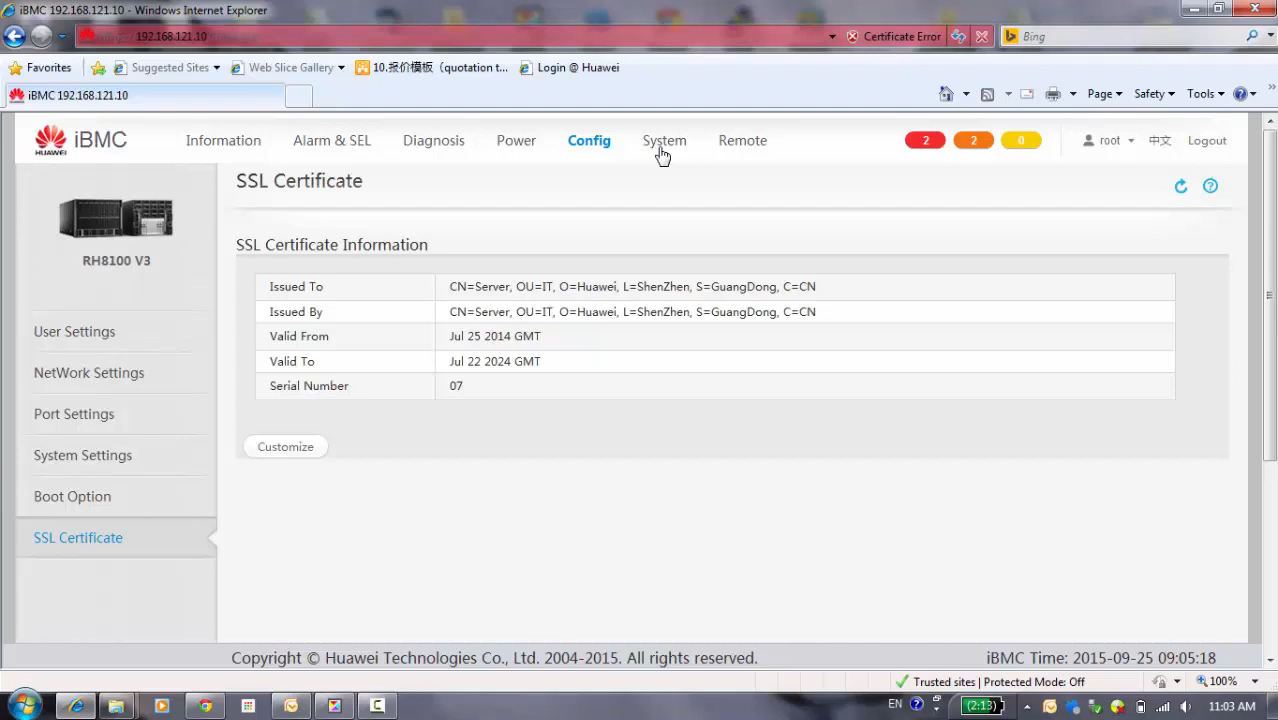 iBMC 192.168.121.10 - Windows Internet Explorer
192.168.121.10
Certificate Error
Bing
Favorites
Suggested Sites
Web Slice Gallery
10.报价模板（quotation t...
Login @ Huawei
iBMC 192.168.121.10
Page
Safety
Tools
HUAWEI
iBMC
Information
Alarm & SEL
Diagnosis
Power
Config
System
Remote
2
2
0
root
中文
Logout
SSL Certificate
RH8100 V3
SSL Certificate Information
Issued To CN=Server, OU=IT, O=Huawei, L=ShenZhen, S=GuangDong, C=CN
Issued By CN=Server, OU=IT, O=Huawei, L=ShenZhen, S=GuangDong, C=CN
Valid From Jul 25 2014 GMT
Valid To Jul 22 2024 GMT
Serial Number 07
Customize
User Settings
NetWork Settings
Port Settings
System Settings
Boot Option
SSL Certificate
Copyright © Huawei Technologies Co., Ltd. 2004-2015. All rights reserved.
iBMC Time: 2015-09-25 09:05:18
Trusted sites | Protected Mode: Off
100%
EN
(2:13)
11:03 AM